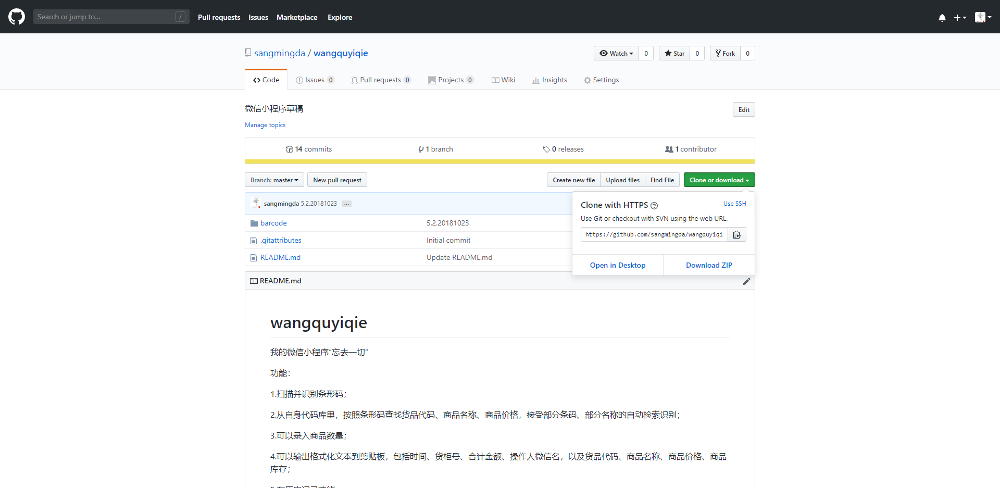 Search or jump to... /
Pull requests Issues Marketplace Explore
sangmingda / wangquyiqie
Watch 0 Star 0 Fork 0
Code Issues 0 Pull requests 0 Projects 0 Wiki Insights Settings
微信小程序草稿
Edit
Manage topics
14 commits 1 branch 0 releases 1 contributor
Branch: master New pull request Create new file Upload files Find File Clone or download
sangmingda 5.2.20181023 ...
barcode 5.2.20181023
.gitattributes Initial commit
README.md Update README.md
Clone with HTTPS Use SSH
Use Git or checkout with SVN using the web URL.
https://github.com/sangmingda/wangquyiqi
Open in Desktop Download ZIP
README.md
wangquyiqie
我的微信小程序“忘去一切”
功能：
1.扫描并识别条形码；
2.从自身代码库里，按照条形码查找货品代码、商品名称、商品价格，接受部分条码、部分名称的自动检索识别；
3.可以录入商品数量；
4.可以输出格式化文本到剪贴板，包括时间、货柜号、合计金额、操作人微信名，以及货品代码、商品名称、商品价格、商品
库存；